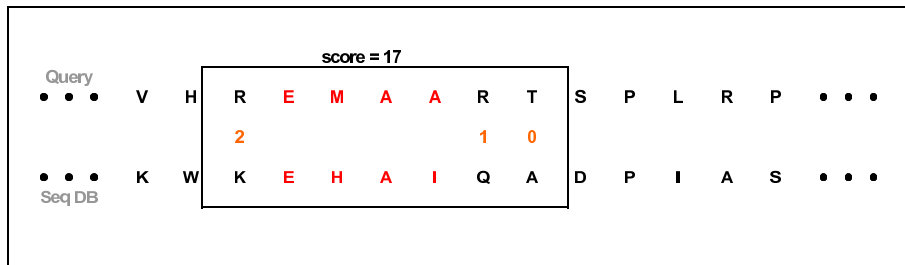 score = 17
Query
• • • V H R E M A A R T S P L R P • • •
2 1 0
• • • K W K E H A I Q A D P I A S • • •
Seq DB